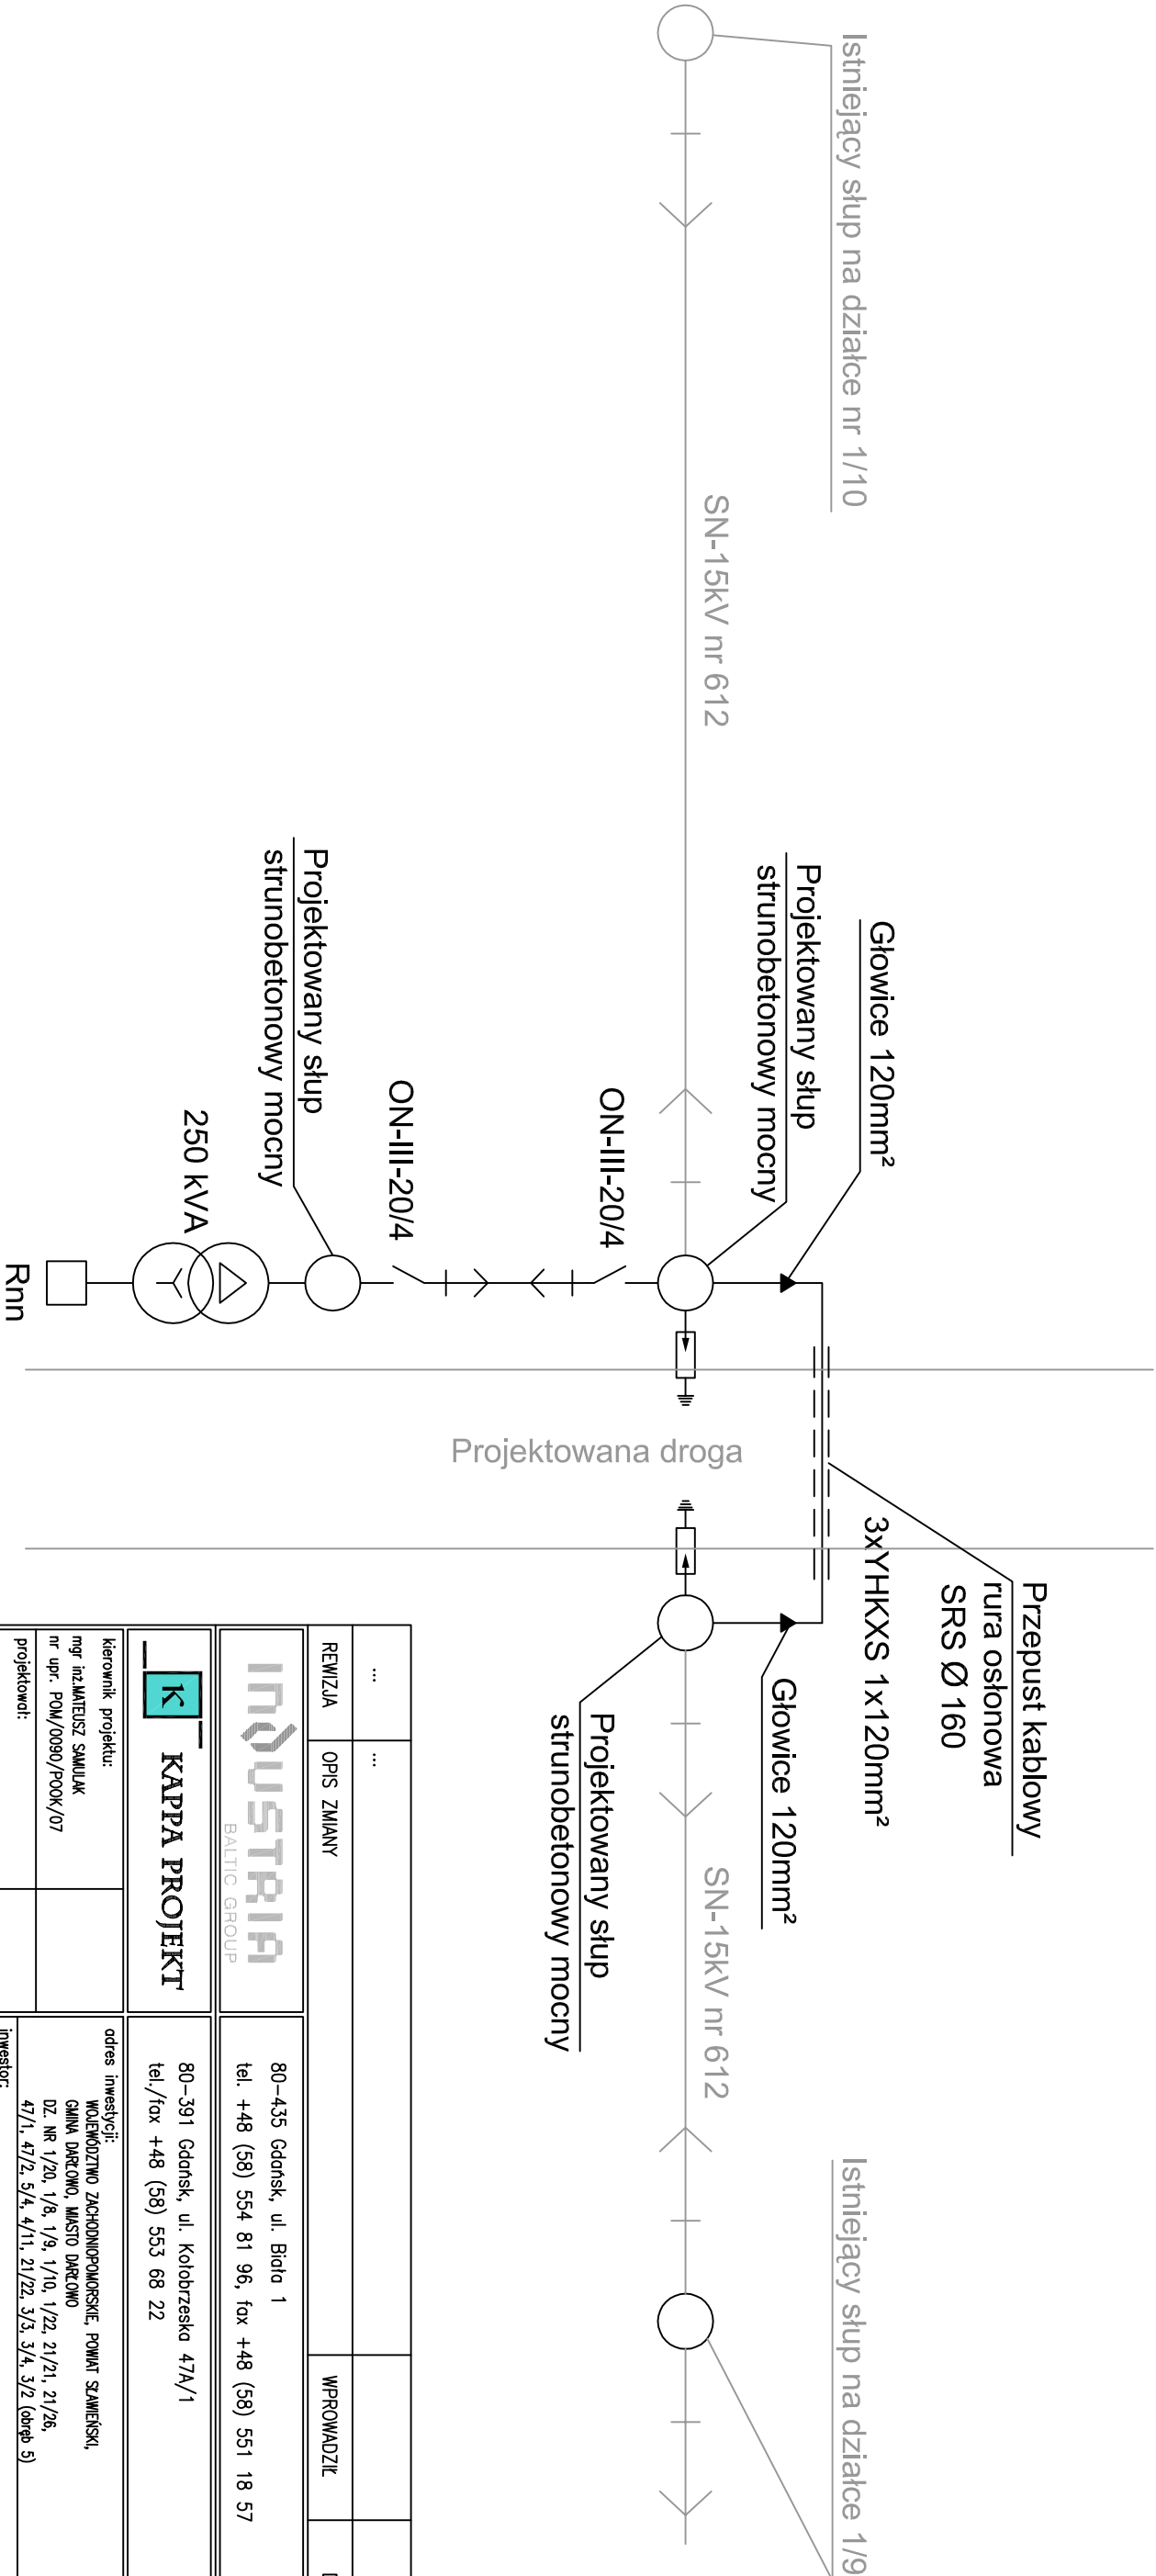 Istniejący słup na działce nr 1/10
SN-15kV nr 612
Głowice 120mm²
Projektowany słup
strunobetonowy mocny
ON-III-20/4
ON-III-20/4
Projektowany słup
strunobetonowy mocny
250 kVA
Rnn
Projektowana droga
Przepust kablowy
rura osłonowa
SRS Ø 160
3xYHKXS 1x120mm²
Głowice 120mm²
Projektowany słup
strunobetonowy mocny
SN-15kV nr 612
Istniejący słup na działce 1/9
... ...
REWIZJA OPIS ZMIANY WPROWADZIŁ
INDUSTRIA
BALTIC GROUP
80-435 Gdańsk, ul. Biała 1
tel. +48 (58) 554 81 96, fax +48 (58) 551 18 57
K KAPPA PROJEKT
80-391 Gdańsk, ul. Kołobrzeska 47A/1
tel./fax +48 (58) 553 68 22
kierownik projektu:
mgr inż.MATEUSZ SAMULAK
nr upr. POM/0090/POOK/07
projektował:
adres inwestycji:
WOJEWÓDZTWO ZACHODNIOPOMORSKIE, POWIAT SŁAWIEŃSKI,
GMINA DARŁOWO, MIASTO DARŁOWO
DZ. NR 1/20, 1/8, 1/9, 1/10, 1/22, 21/21, 21/26,
47/1, 47/2, 5/4, 4/11, 21/22, 3/3, 3/4, 3/2 (obręb 5)
inwestor: